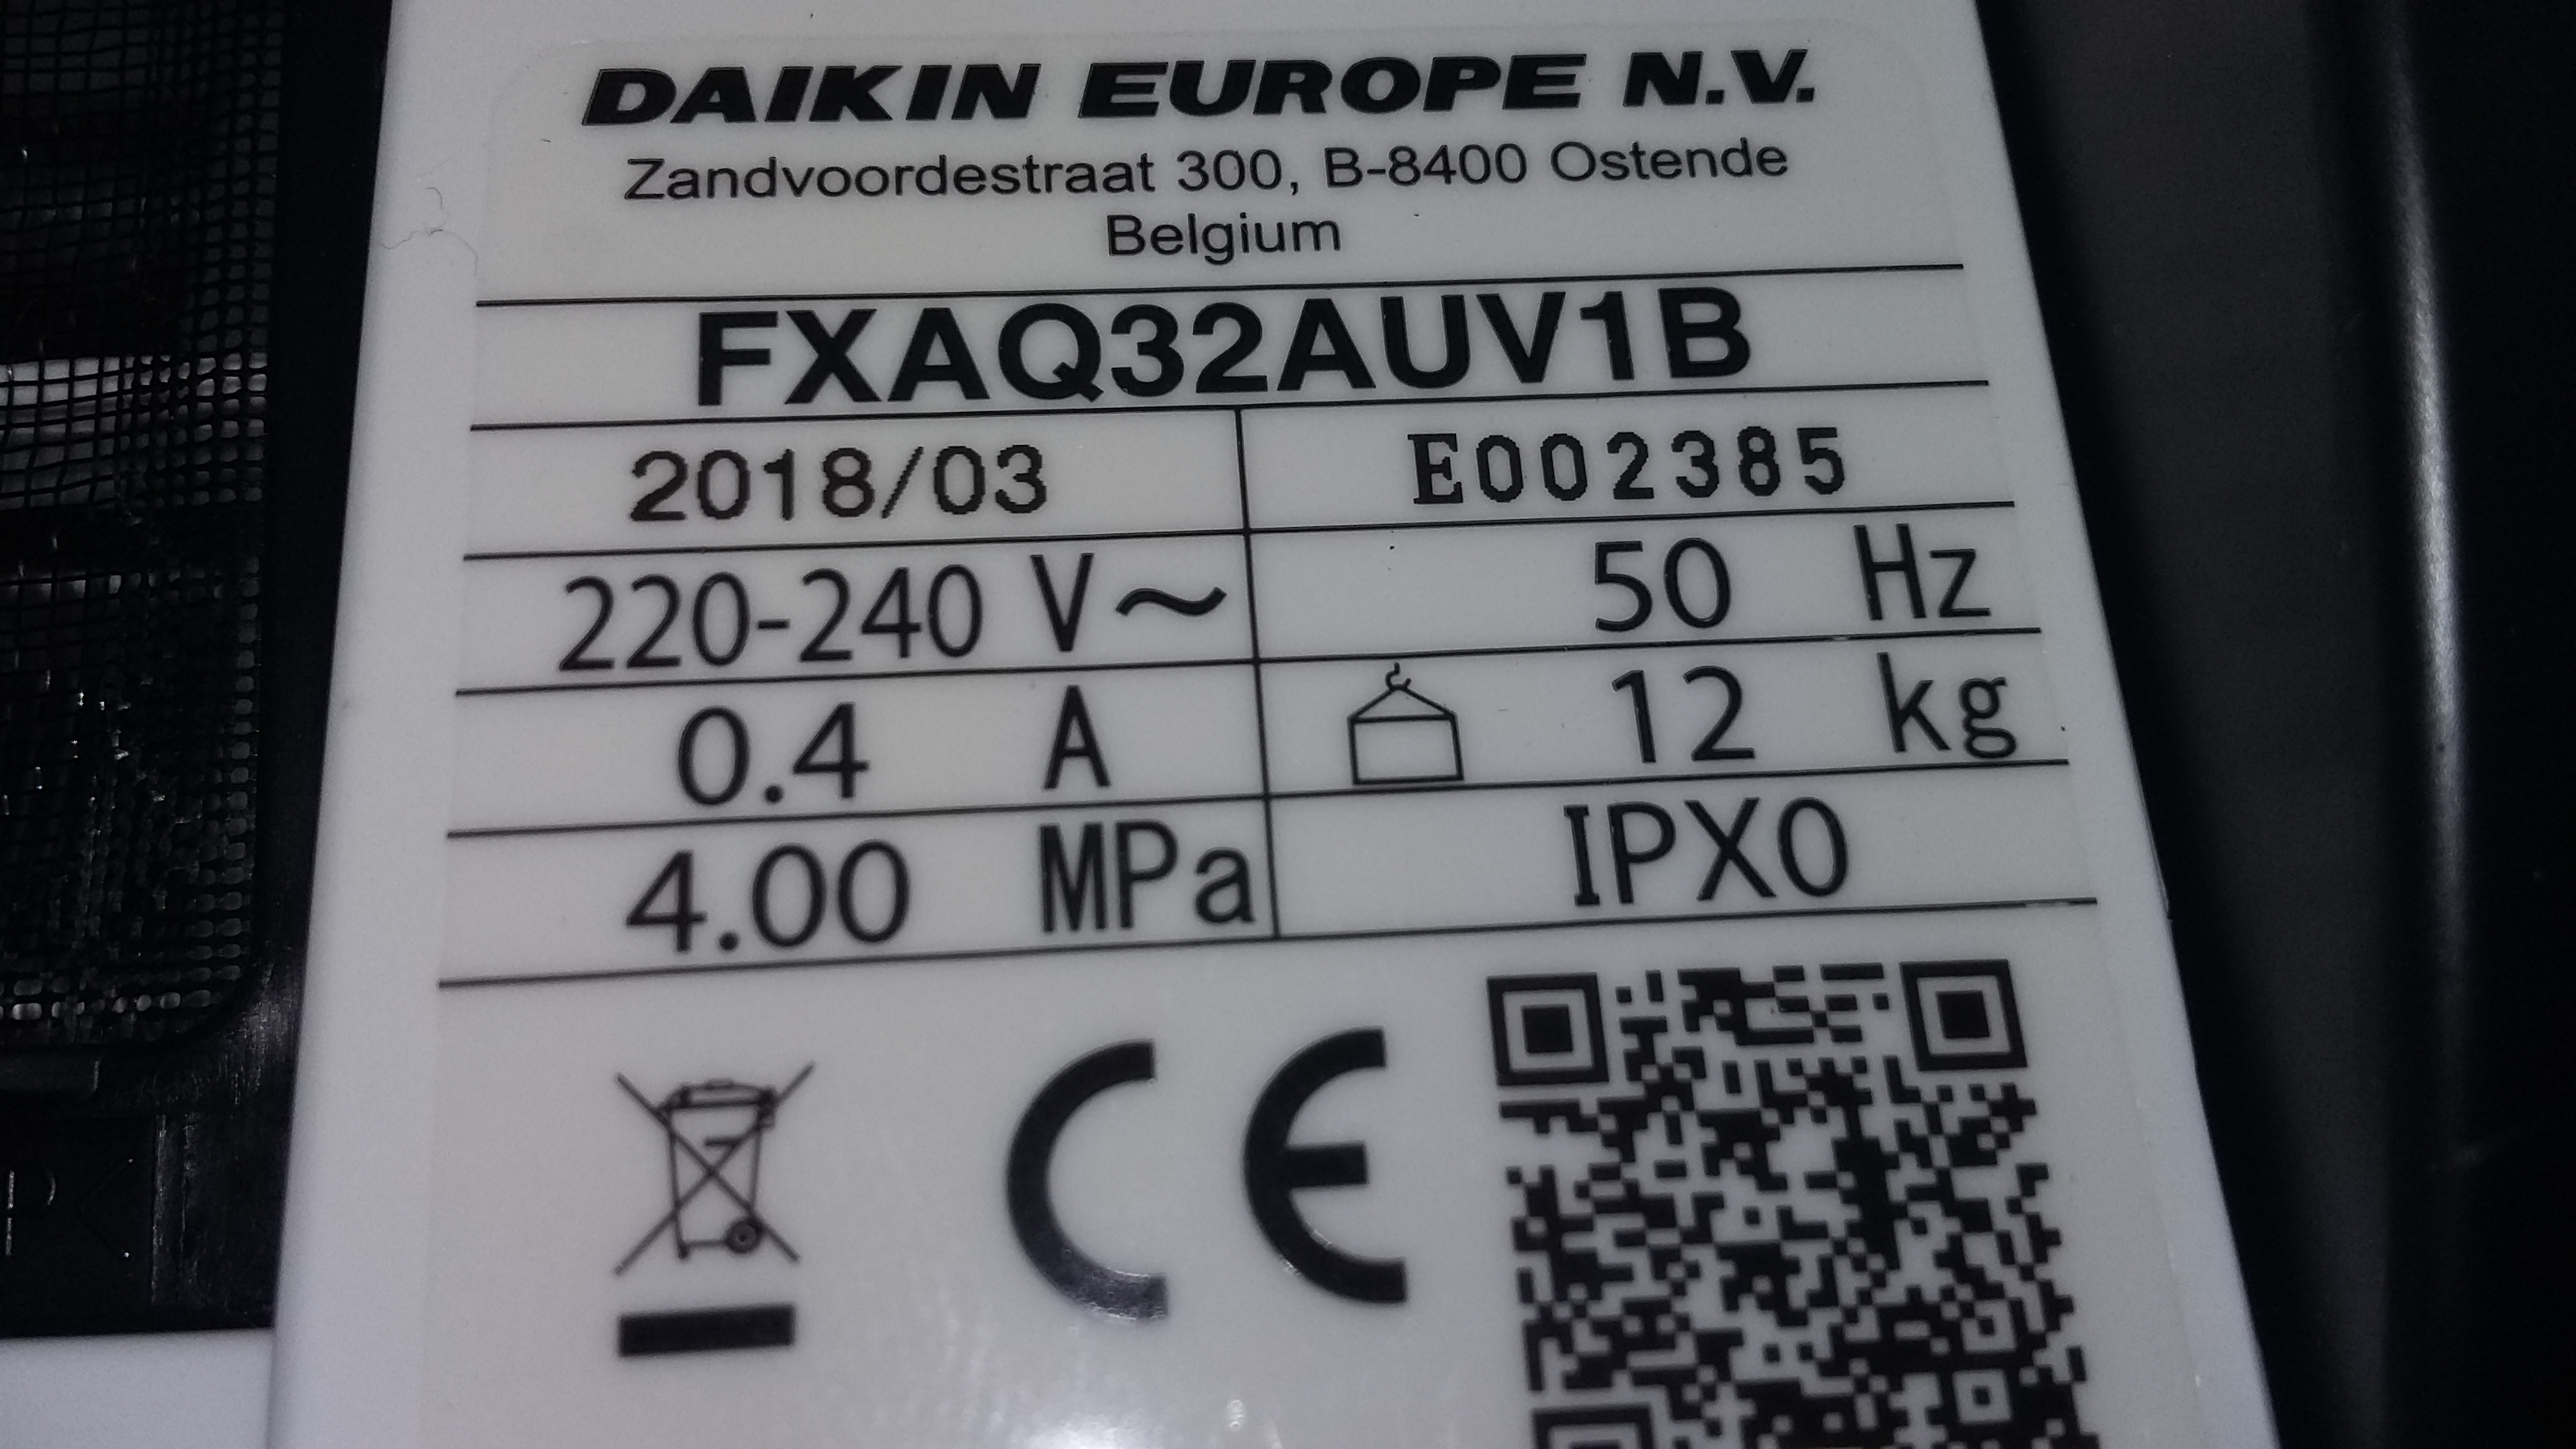 DAIKIN EUROPE N.V.
Zandvoordestraat 300, B-8400 Ostende
Belgium
FXAQ32AUV1B
2018/03 E002385
220-240 V~ 50 Hz
0.4 A 12 kg
4.00 MPa IPX0
CE